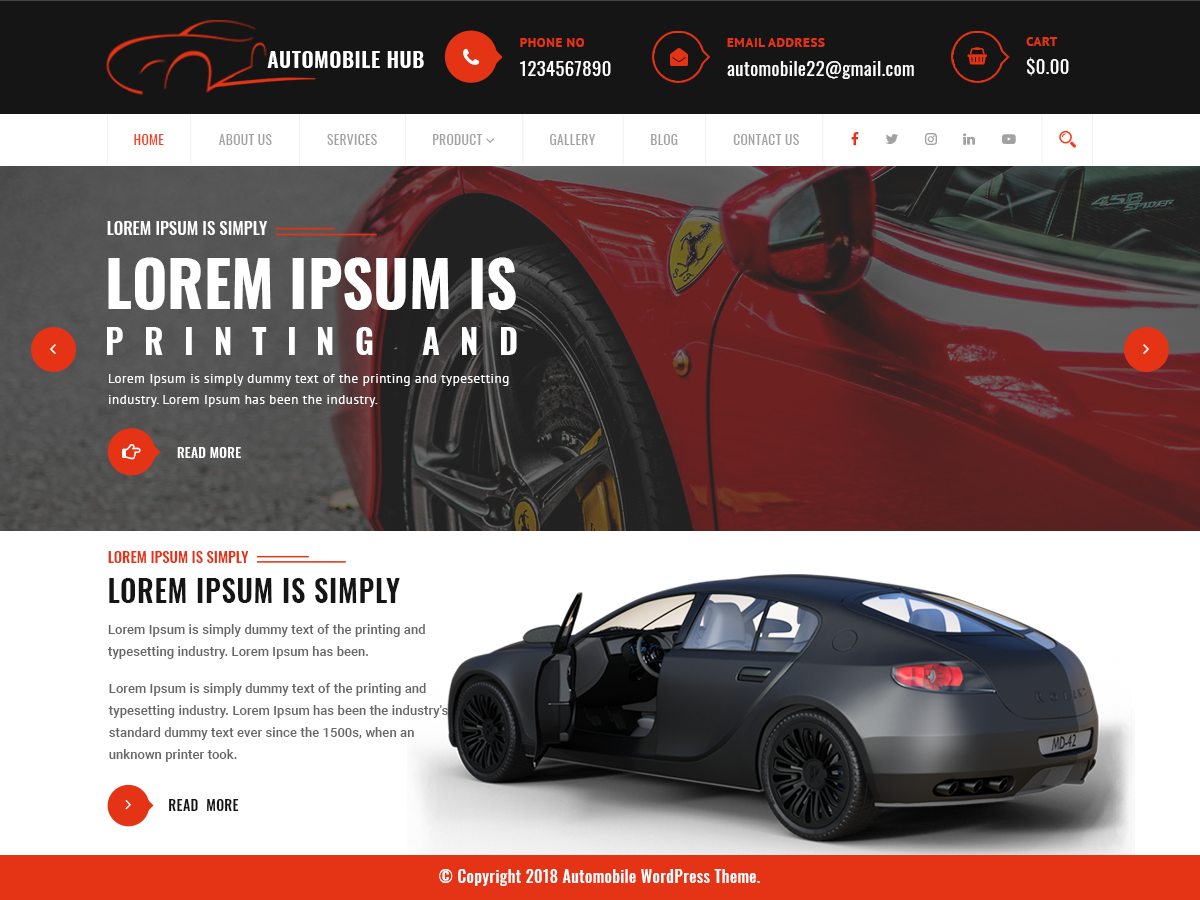 AUTOMOBILE HUB
PHONE NO
1234567890
EMAIL ADDRESS
automobile22@gmail.com
CART
$0.00
HOME
ABOUT US
SERVICES
PRODUCT
GALLERY
BLOG
CONTACT US
LOREM IPSUM IS SIMPLY
LOREM IPSUM IS
PRINTING AND
Lorem Ipsum is simply dummy text of the printing and typesetting
industry. Lorem Ipsum has been the industry.
READ MORE
458
SPIDER
LOREM IPSUM IS SIMPLY
LOREM IPSUM IS SIMPLY
Lorem Ipsum is simply dummy text of the printing and
typesetting industry. Lorem Ipsum has been.
Lorem Ipsum is simply dummy text of the printing and
typesetting industry. Lorem Ipsum has been the industry's
standard dummy text ever since the 1500s, when an
unknown printer took.
READ MORE
MD-42
© Copyright 2018 Automobile WordPress Theme.